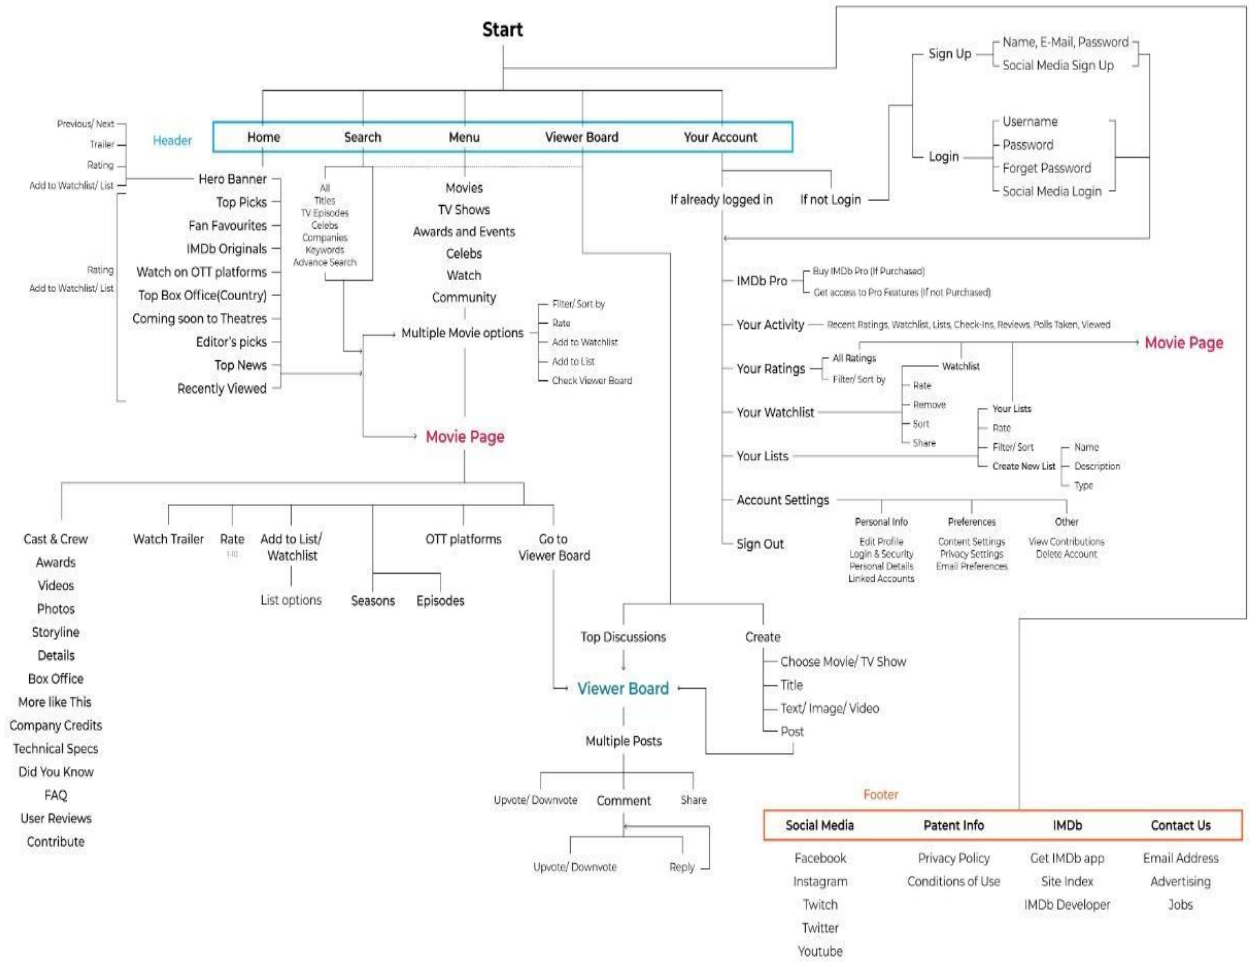 Start
Sign Up
Name, E-Mail, Password
Social Media Sign Up
Login
Username
Password
Forget Password
Social Media Login
Header
Home
Search
Menu
Viewer Board
Your Account
Previous/ Next
Trailer
Rating
Add to Watchlist/ List
Hero Banner
Top Picks
Fan Favourites
IMDb Originals
Watch on OTT platforms
Top Box Office(Country)
Coming soon to Theatres
Editor's picks
Top News
Recently Viewed
Rating
Add to Watchlist/ List
All
Titles
TV Episodes
Celebs
Companies
Keywords
Advance Search
Movies
TV Shows
Awards and Events
Celebs
Watch
Community
Multiple Movie options
Filter/ Sort by
Rate
Add to Watchlist
Add to List
Check Viewer Board
If already logged in
If not Login
IMDb Pro
Buy IMDb Pro (If Purchased)
Get access to Pro Features (If not Purchased)
Your Activity
Recent Ratings, Watchlist, Lists, Check-Ins, Reviews, Polls Taken, Viewed
Movie Page
Your Ratings
All Ratings
Filter/ Sort by
Watchlist
Rate
Remove
Sort
Share
Your Watchlist
Your Lists
Your Lists
Rate
Filter/ Sort
Create New List
Name
Description
Type
Account Settings
Personal Info
Edit Profile
Login & Security
Personal Details
Linked Accounts
Preferences
Content Settings
Privacy Settings
Email Preferences
Other
View Contributions
Delete Account
Sign Out
Movie Page
Cast & Crew
Awards
Videos
Photos
Storyline
Details
Box Office
More like This
Company Credits
Technical Specs
Did You Know
FAQ
User Reviews
Contribute
Watch Trailer
Rate
Add to List/
Watchlist
List options
Seasons
Episodes
OTT platforms
Go to
Viewer Board
Top Discussions
Create
Choose Movie/ TV Show
Title
Text/ Image/ Video
Post
Viewer Board
Multiple Posts
Upvote/ Downvote
Comment
Share
Upvote/ Downvote
Reply
Footer
Social Media
Patent Info
IMDb
Contact Us
Facebook
Instagram
Twitch
Twitter
Youtube
Privacy Policy
Conditions of Use
Get IMDb app
Site Index
IMDb Developer
Email Address
Advertising
Jobs